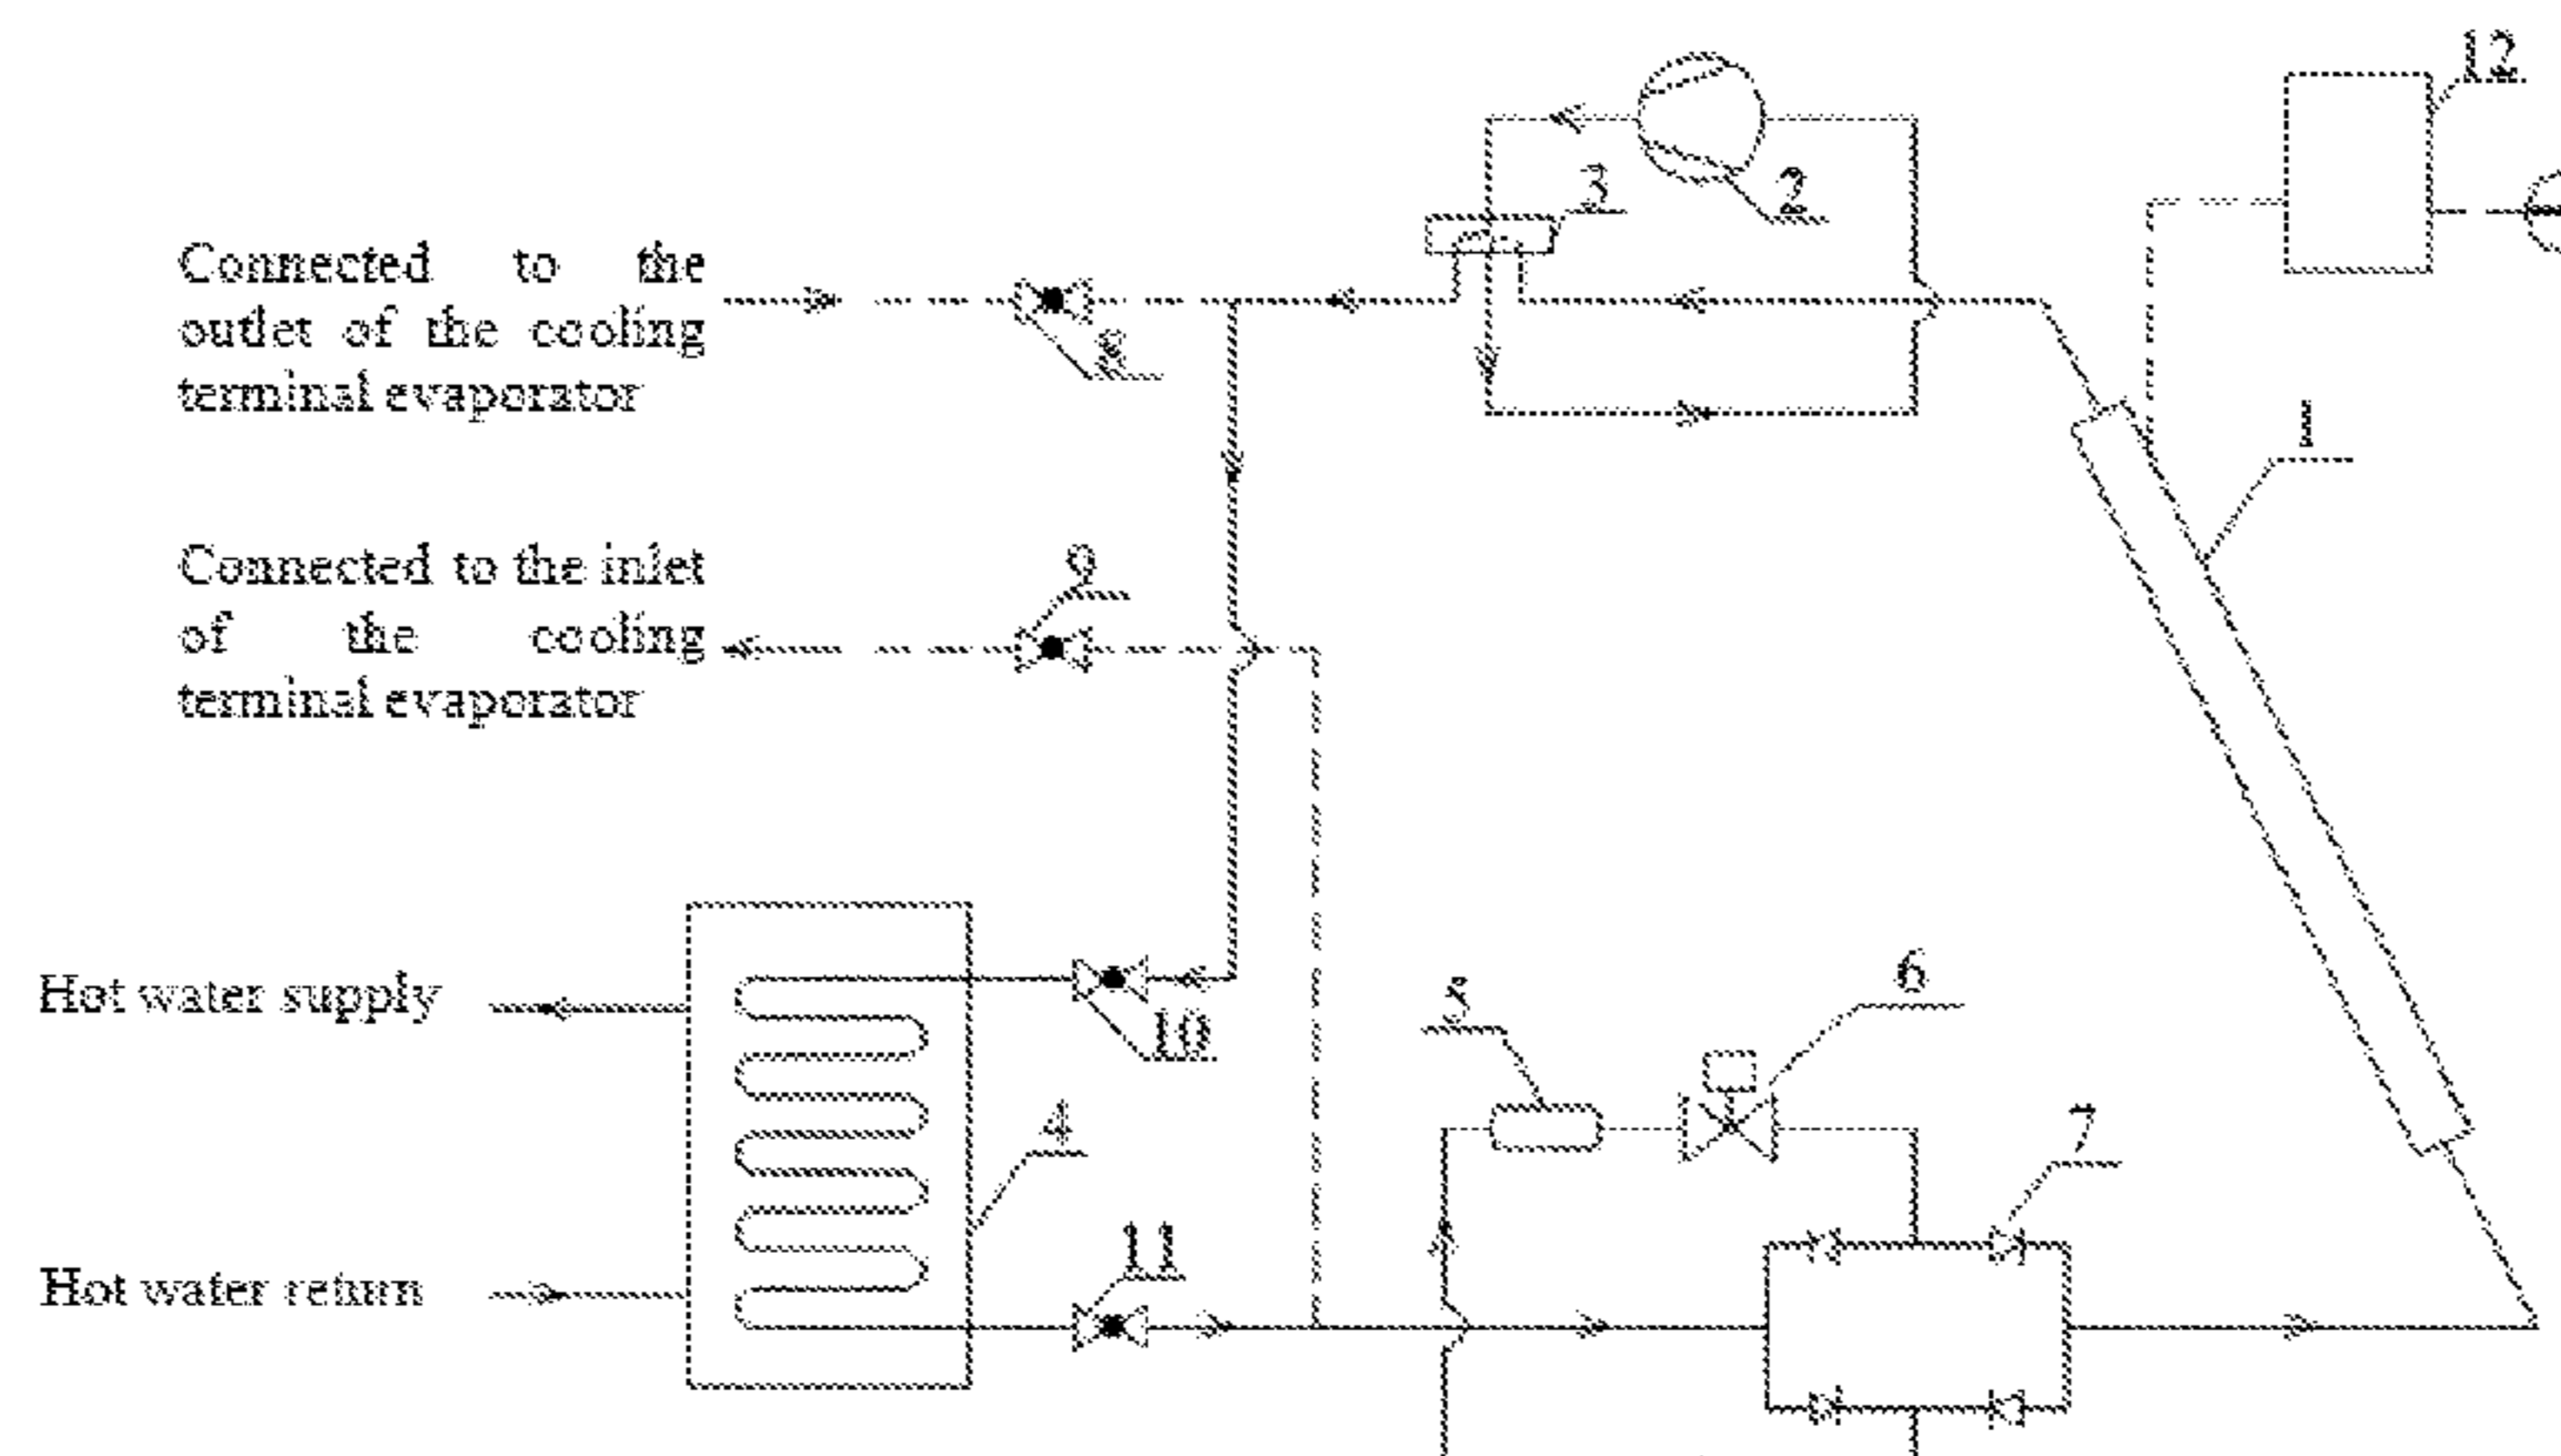 12
3
2
Connected to the
outlet of the cooling
terminal evaporator
8
1
Connected to the inlet
of the cooling
terminal evaporator
9
Hot water supply
10
5
6
4
7
11
Hot water return